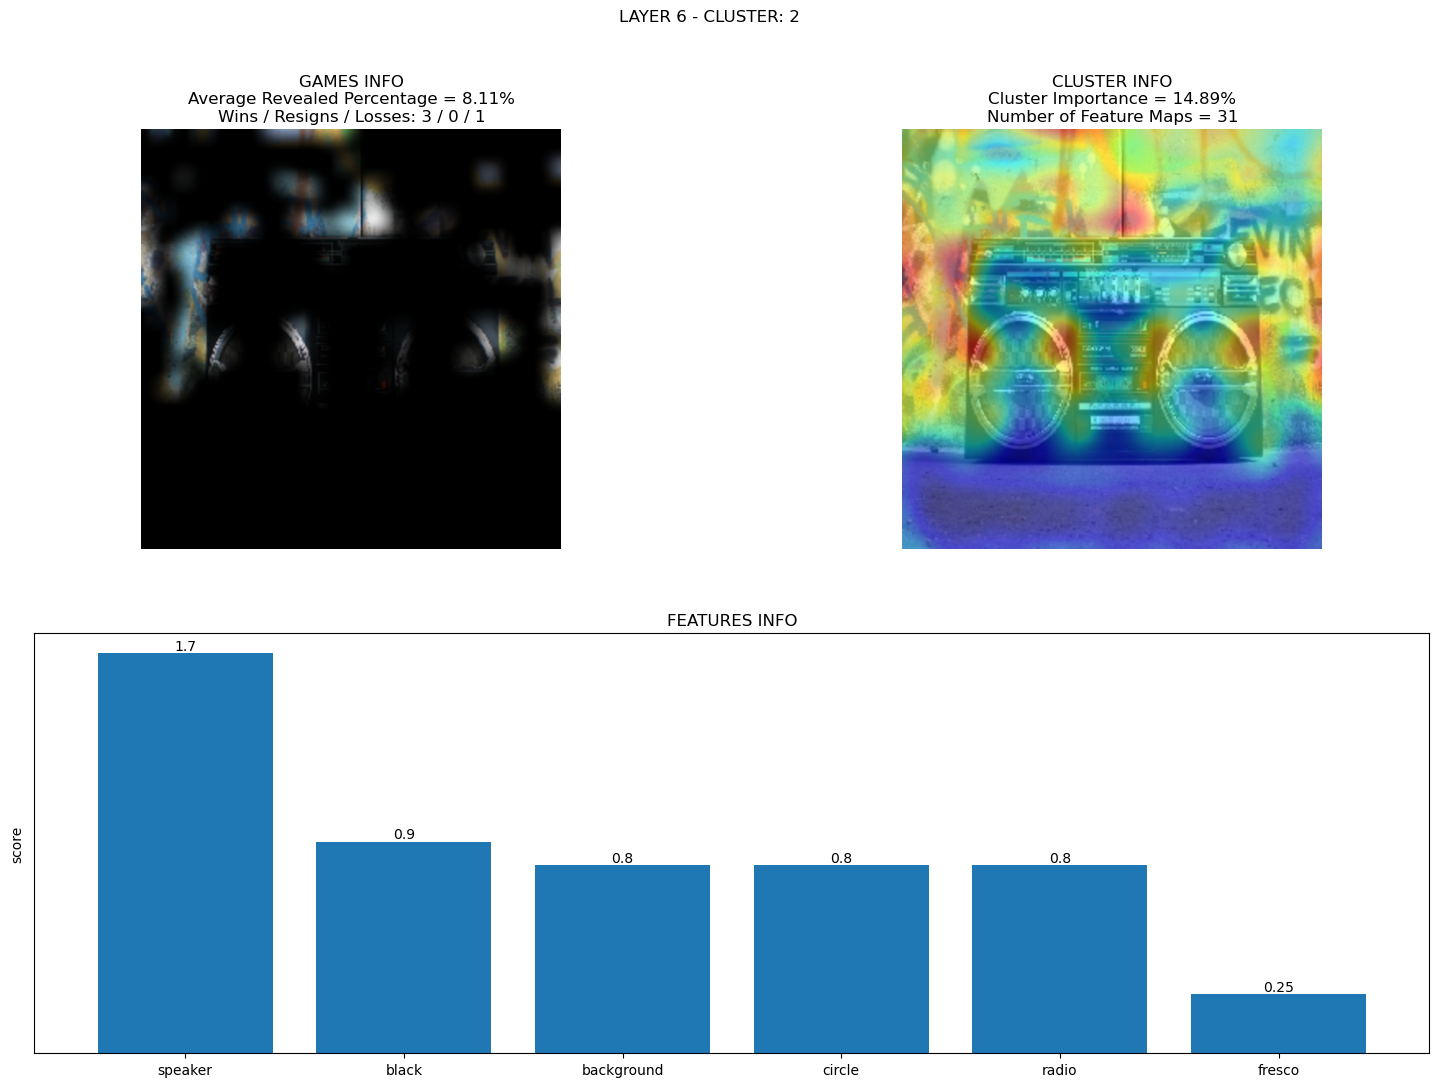 LAYER 6 - CLUSTER: 2
GAMES INFO
Average Revealed Percentage = 8.11%
Wins / Resigns / Losses: 3 / 0 / 1
CLUSTER INFO
Cluster Importance = 14.89%
Number of Feature Maps = 31
FEATURES INFO
score
1.7
0.9
0.8
0.8
0.8
0.25
speaker
black
background
circle
radio
fresco